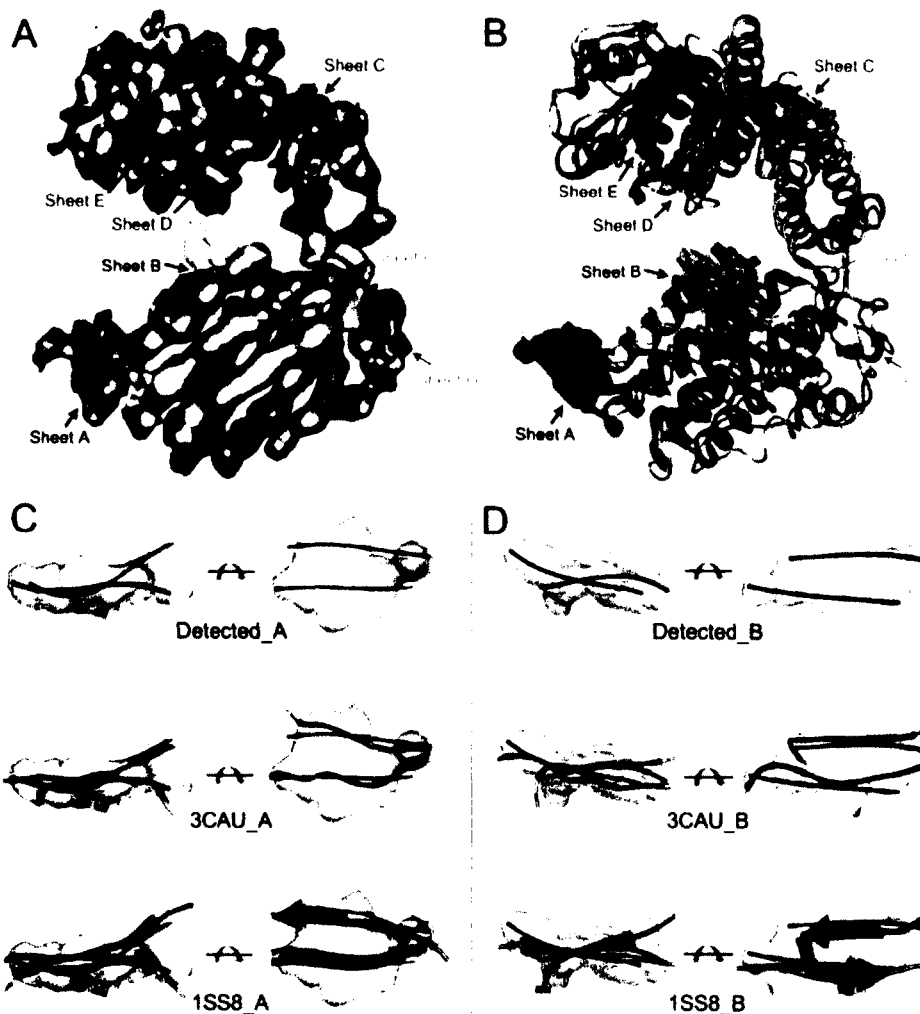 A
B
Sheet C
Sheet C
Sheet E
Sheet D
Sheet E
Sheet D
Sheet B
Sheet B
Sheet A
Sheet A
C
D
Detected_A
Detected_B
3CAU_A
3CAU_B
1SS8_A
1SS8_B